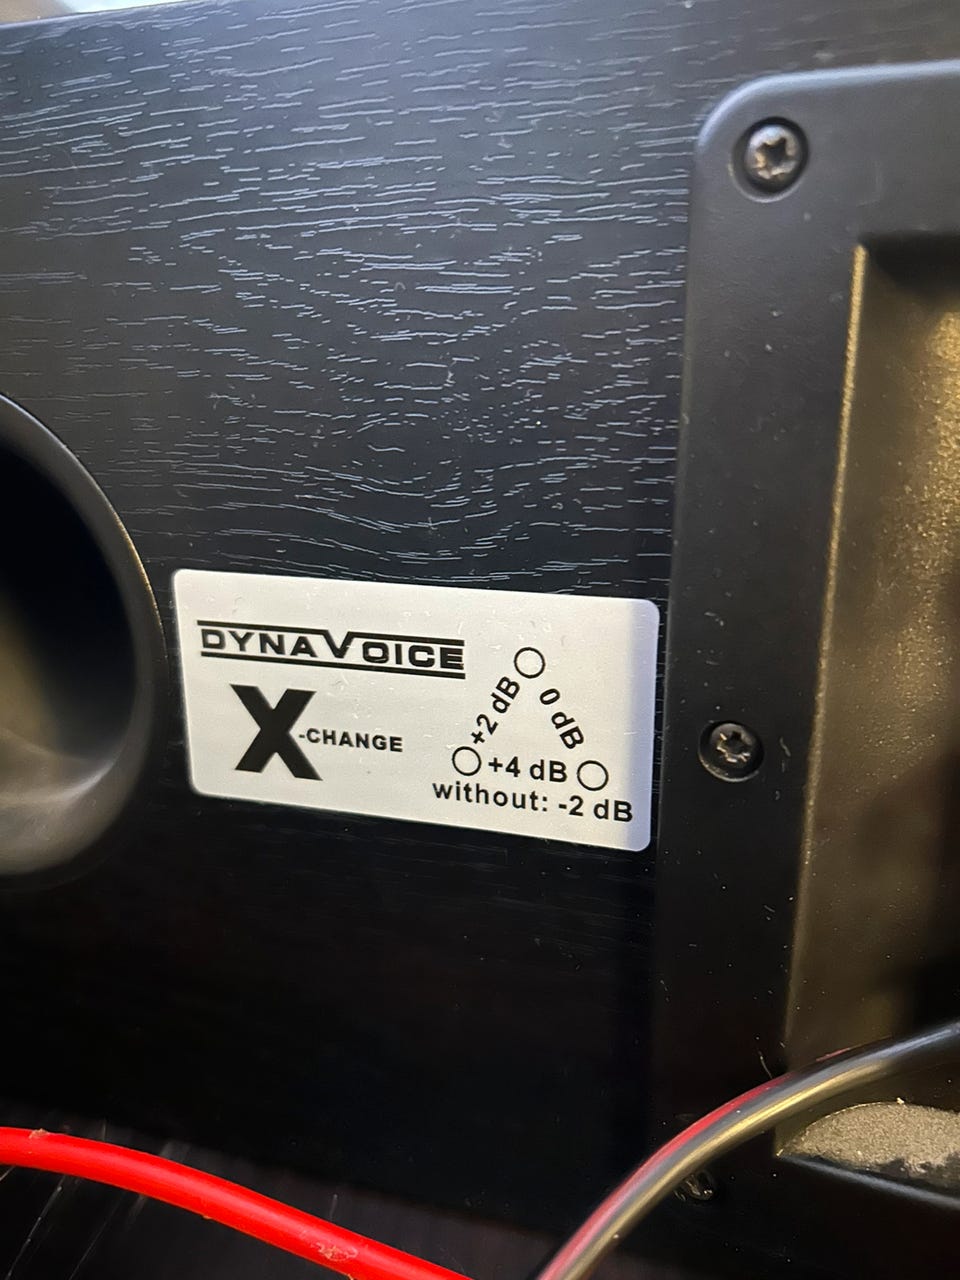 DYNAVOICE
X-CHANGE
+2 dB
0 dB
+4 dB
without: -2 dB